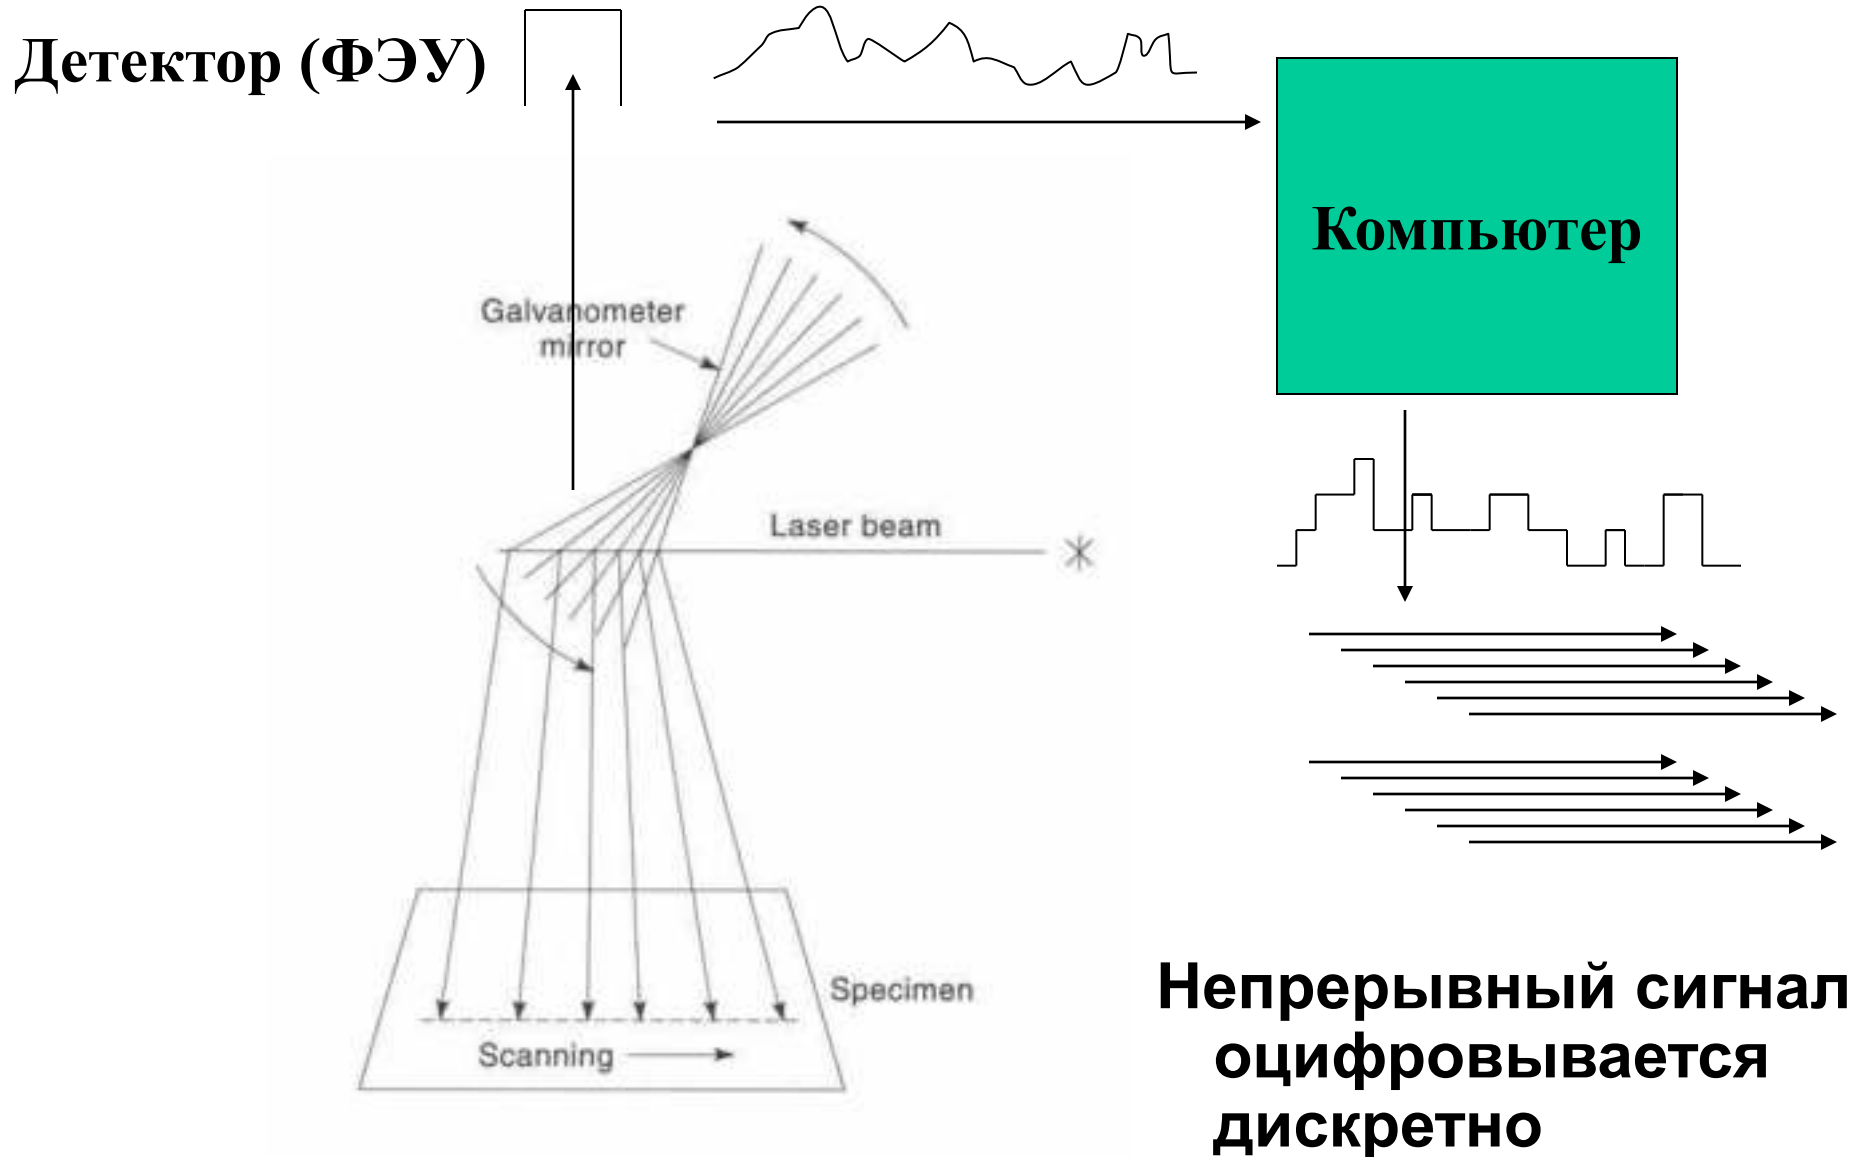 Детектор (ФЭУ)
Компьютер
Galvanometer
mirror
Laser beam
Specimen
Scanning
Непрерывный сигнал
оцифровывается
дискретно